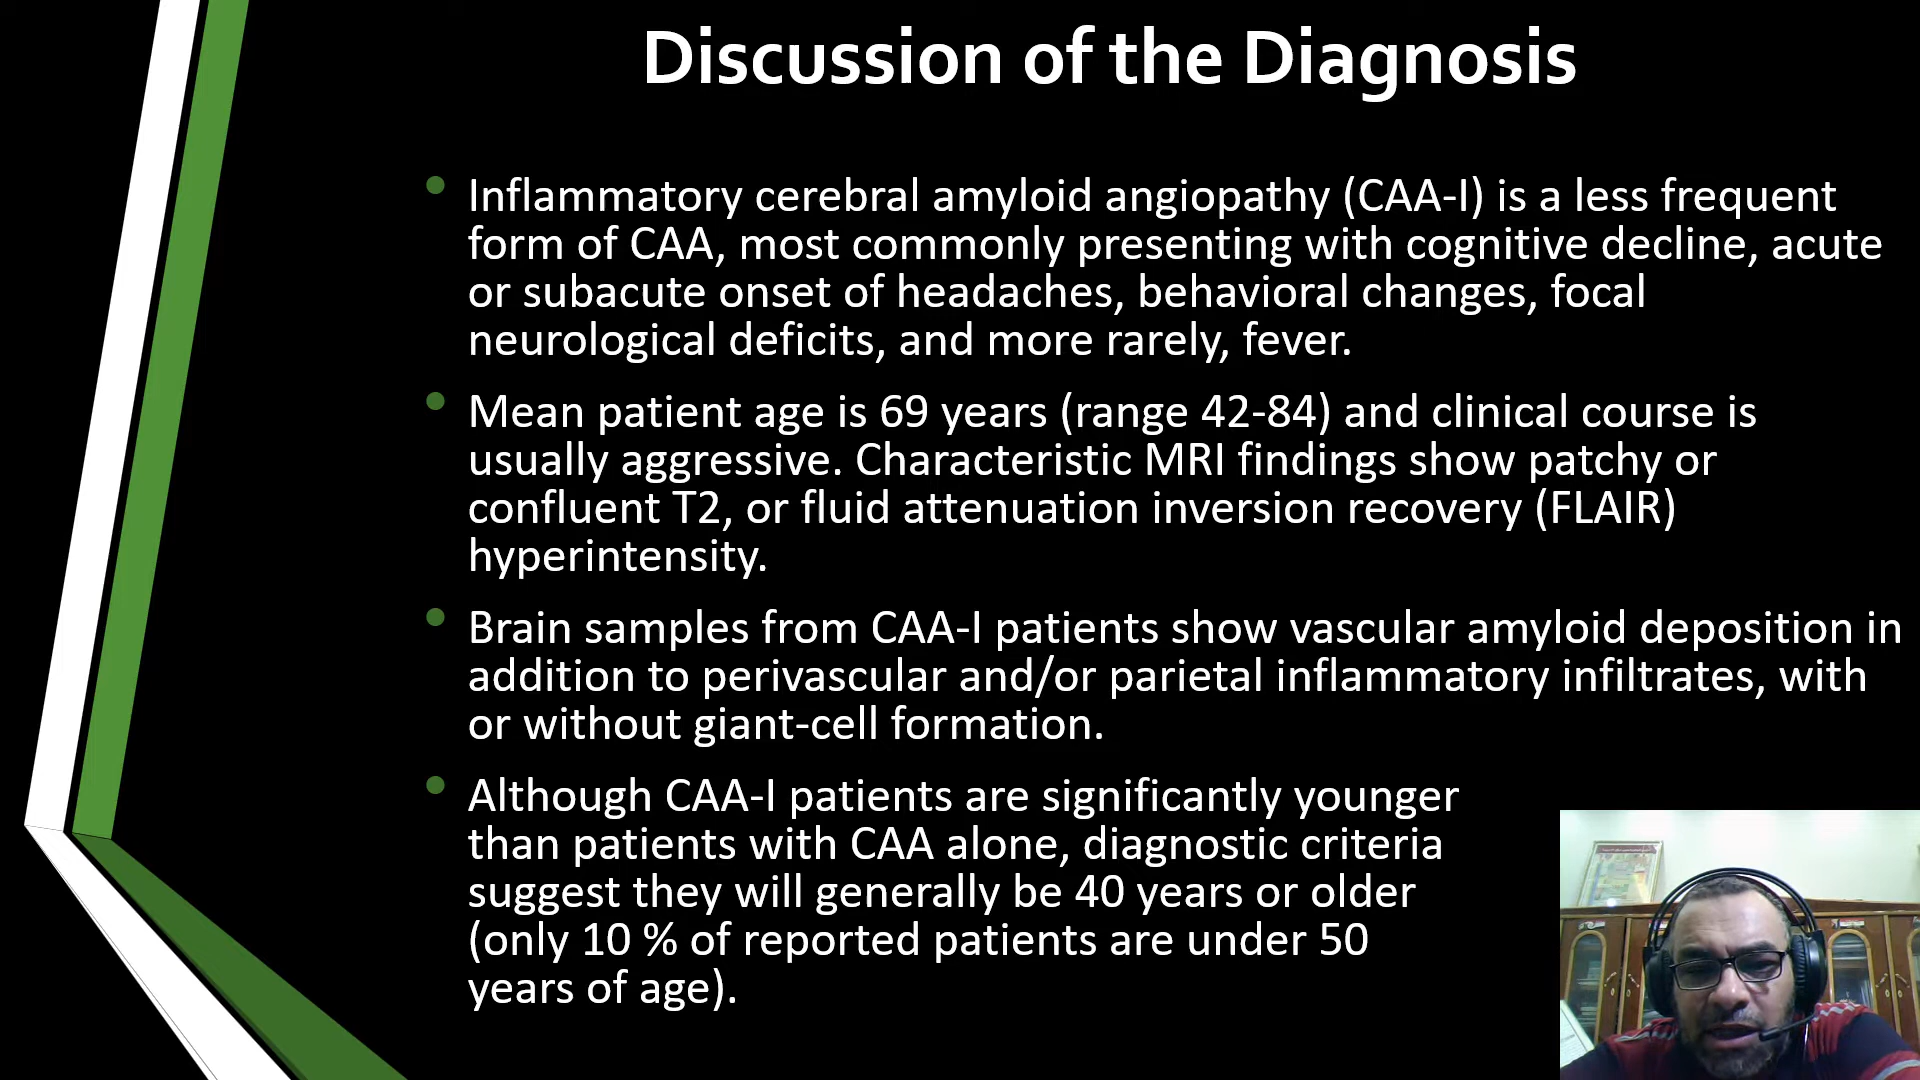 Discussion of the Diagnosis
Inflammatory cerebral amyloid angiopathy (CAA-I) is a less frequent
form of CAA, most commonly presenting with cognitive decline, acute
or subacute onset of headaches, behavioral changes, focal
neurological deficits, and more rarely, fever.
Mean patient age is 69 years (range 42-84) and clinical course is
usually aggressive. Characteristic MRI findings show patchy or
confluent T2, or fluid attenuation inversion recovery (FLAIR)
hyperintensity.
Brain samples from CAA-I patients show vascular amyloid deposition in
addition to perivascular and/or parietal inflammatory infiltrates, with
or without giant-cell formation.
Although CAA-I patients are significantly younger
than patients with CAA alone, diagnostic criteria
suggest they will generally be 40 years or older
(only 10 % of reported patients are under 50
years of age).